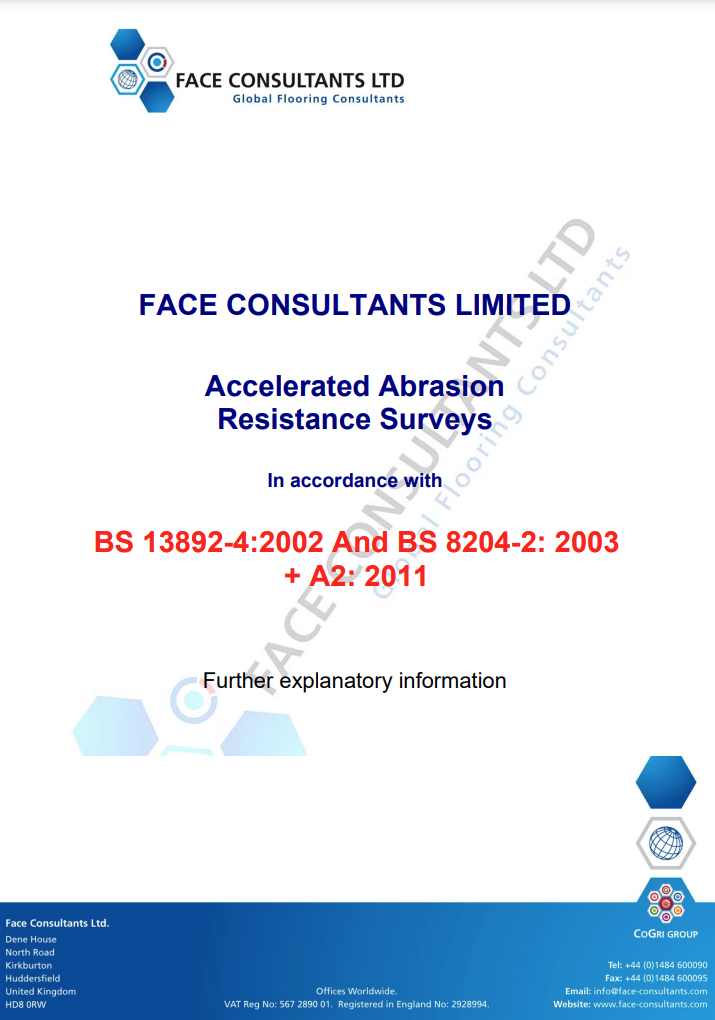 FACE CONSULTANTS LTD
Global Flooring Consultants
FACE CONSULTANTS LTD
Global Flooring Consultants
FACE CONSULTANTS LIMITED
Accelerated Abrasion
Resistance Surveys
In accordance with
BS 13892-4:2002 And BS 8204-2: 2003
+ A2: 2011
Further explanatory information
COGRI GROUP
Face Consultants Ltd.
Dene House
North Road
Kirkburton
Huddersfield
United Kingdom
HD8 0RW
Offices Worldwide.
VAT Reg No: 567 2890 01. Registered in England No: 2928994.
Tel: +44 (0)1484 600090
Fax: +44 (0)1484 600095
Email: info@face-consultants.com
Website: www.face-consultants.com